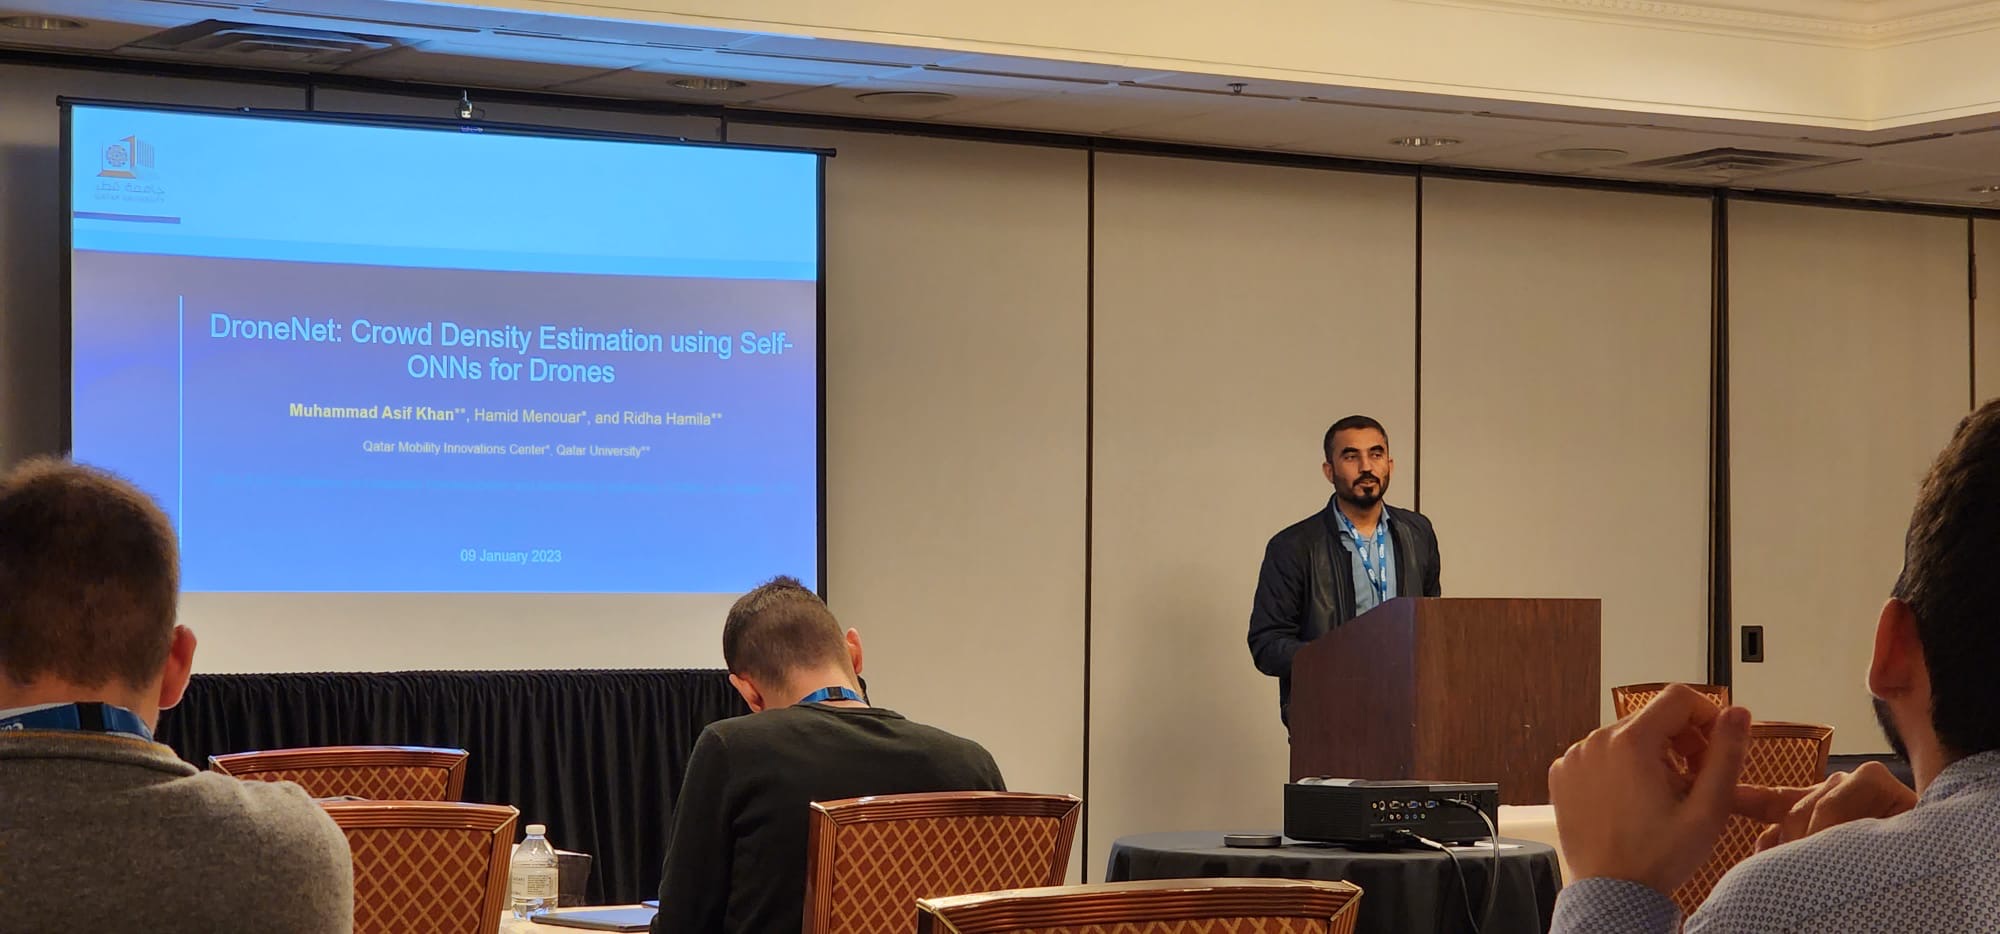 جامعة قطر
QATAR UNIVERSITY
DroneNet: Crowd Density Estimation using Self-
ONNs for Drones
Muhammad Asif Khan**, Hamid Menouar*, and Ridha Hamila**
Qatar Mobility Innovations Center*, Qatar University**
09 January 2023